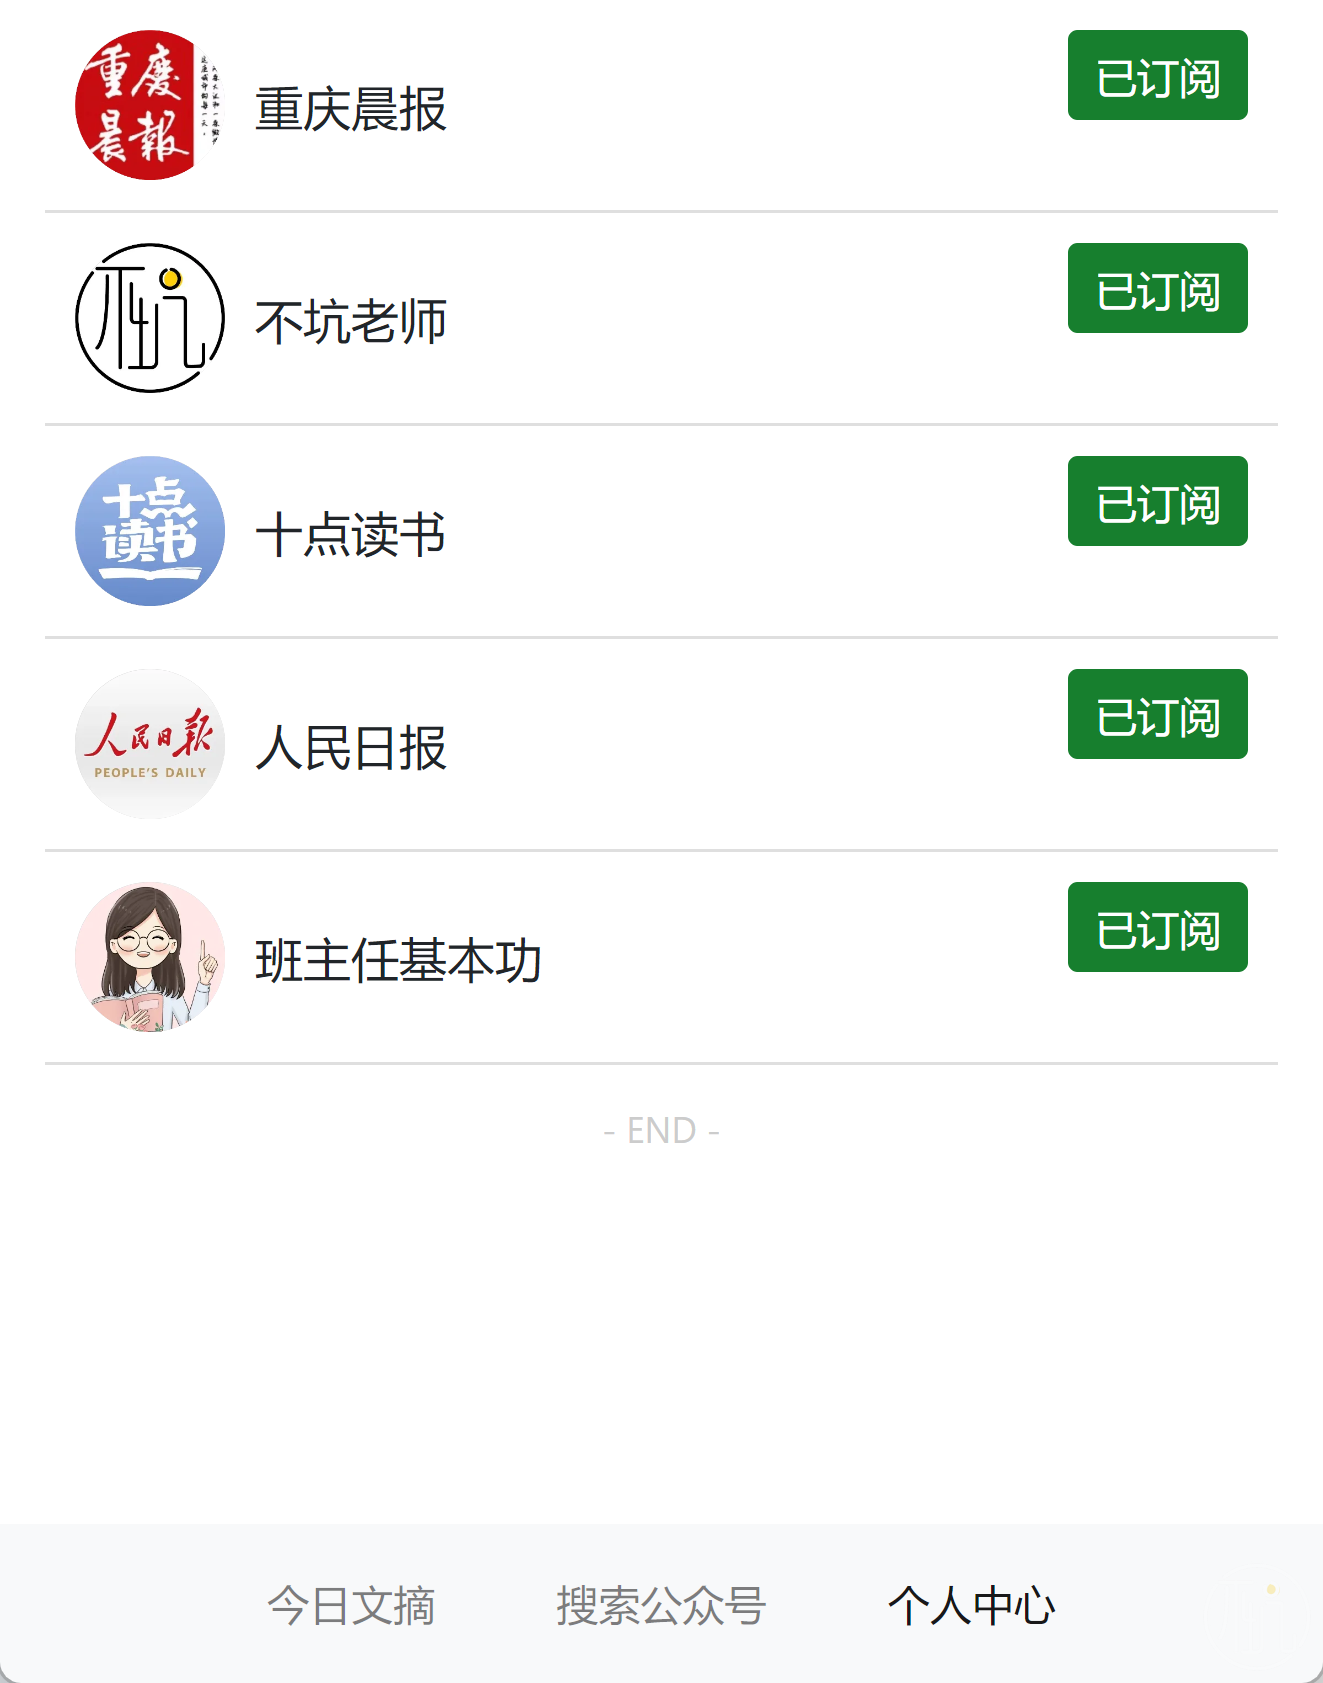 重慶
晨報
重庆晨报
已订阅
不坑
不坑老师
已订阅
十点
读书
十点读书
已订阅
人民日报
PEOPLE'S DAILY
人民日报
已订阅
班主任基本功
已订阅
- END -
今日文摘 搜索公众号 个人中心